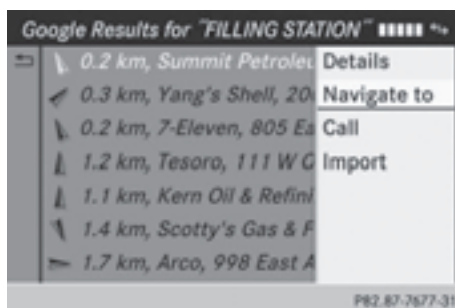 Google Results for "FILLING STATION"
0.2 km, Summit Petroleu
0.3 km, Yang's Shell, 20
0.2 km, 7-Eleven, 805 Ea
1.2 km, Tesoro, 111 W C
1.1 km, Kern Oil & Refini
1.4 km, Scotty's Gas & F
1.7 km, Arco, 998 East A
Details
Navigate to
Call
Import
P82.87-7677-31